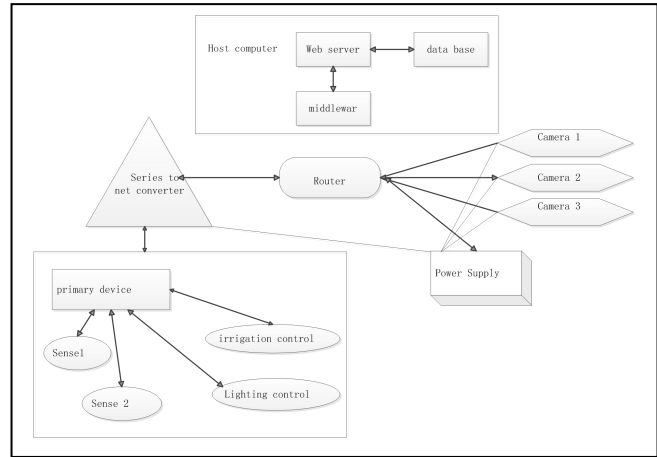 Host computer
Web server
data base
middlewar
Camera 1
Series to
net converter
Router
Camera 2
Camera 3
Power Supply
primary device
irrigation control
Sensel
Lighting control
Sense 2